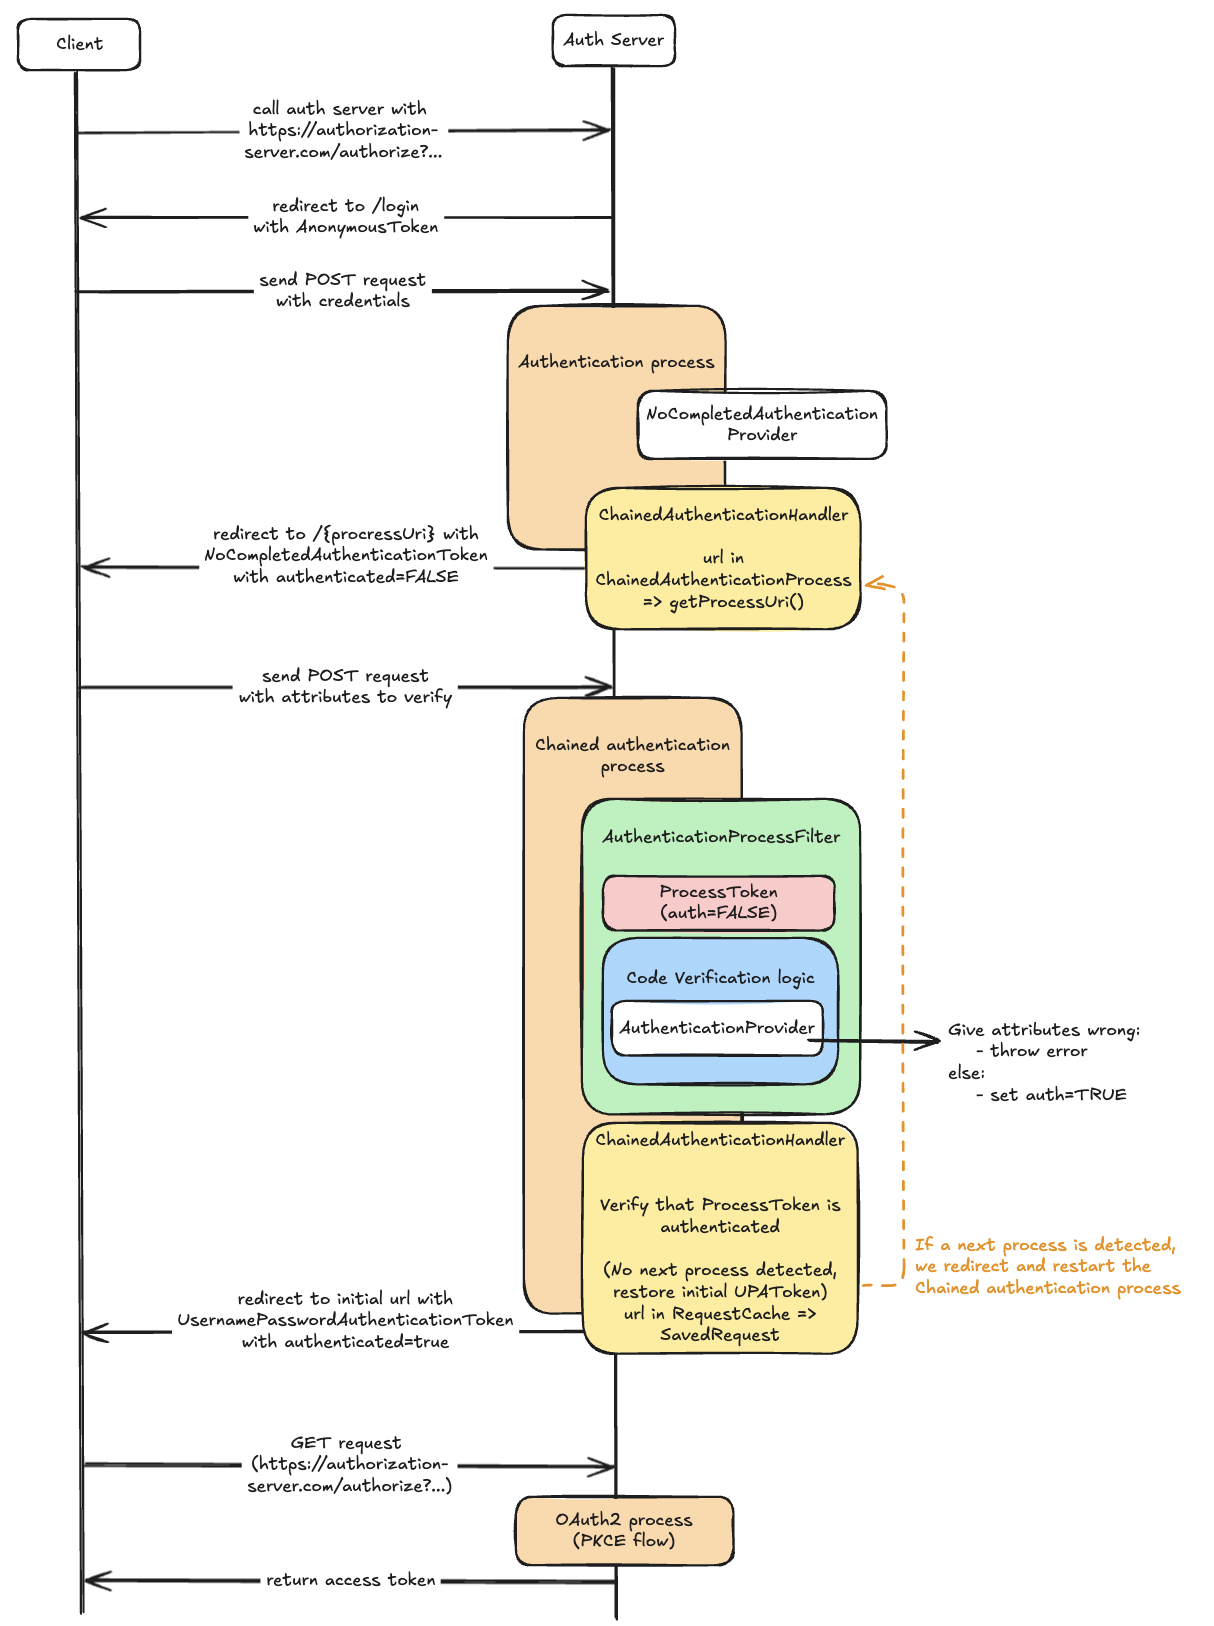 Client
Auth Server
call auth server with
https://authorization-
server.com/authorize?...
redirect to /login
with AnonymousToken
send POST request
with credentials
Authentication process
NoCompletedAuthentication
Provider
ChainedAuthenticationHandler
url in
ChainedAuthenticationProcess
=> getProcessUri()
redirect to /{procressUri} with
NoCompletedAuthenticationToken
with authenticated=FALSE
send POST request
with attributes to verify
Chained authentication
process
AuthenticationProcessFilter
ProcessToken
(auth=FALSE)
Code Verification logic
AuthenticationProvider
Give attributes wrong:
- throw error
else:
- set auth=TRUE
ChainedAuthenticationHandler
Verify that ProcessToken is
authenticated
(No next process detected,
restore initial UPAToken)
url in RequestCache =>
SavedRequest
If a next process is detected,
we redirect and restart the
Chained authentication process
redirect to initial url with
UsernamePasswordAuthenticationToken
with authenticated=true
GET request
(https://authorization-
server.com/authorize?...)
OAuth2 process
(PKCE flow)
return access token